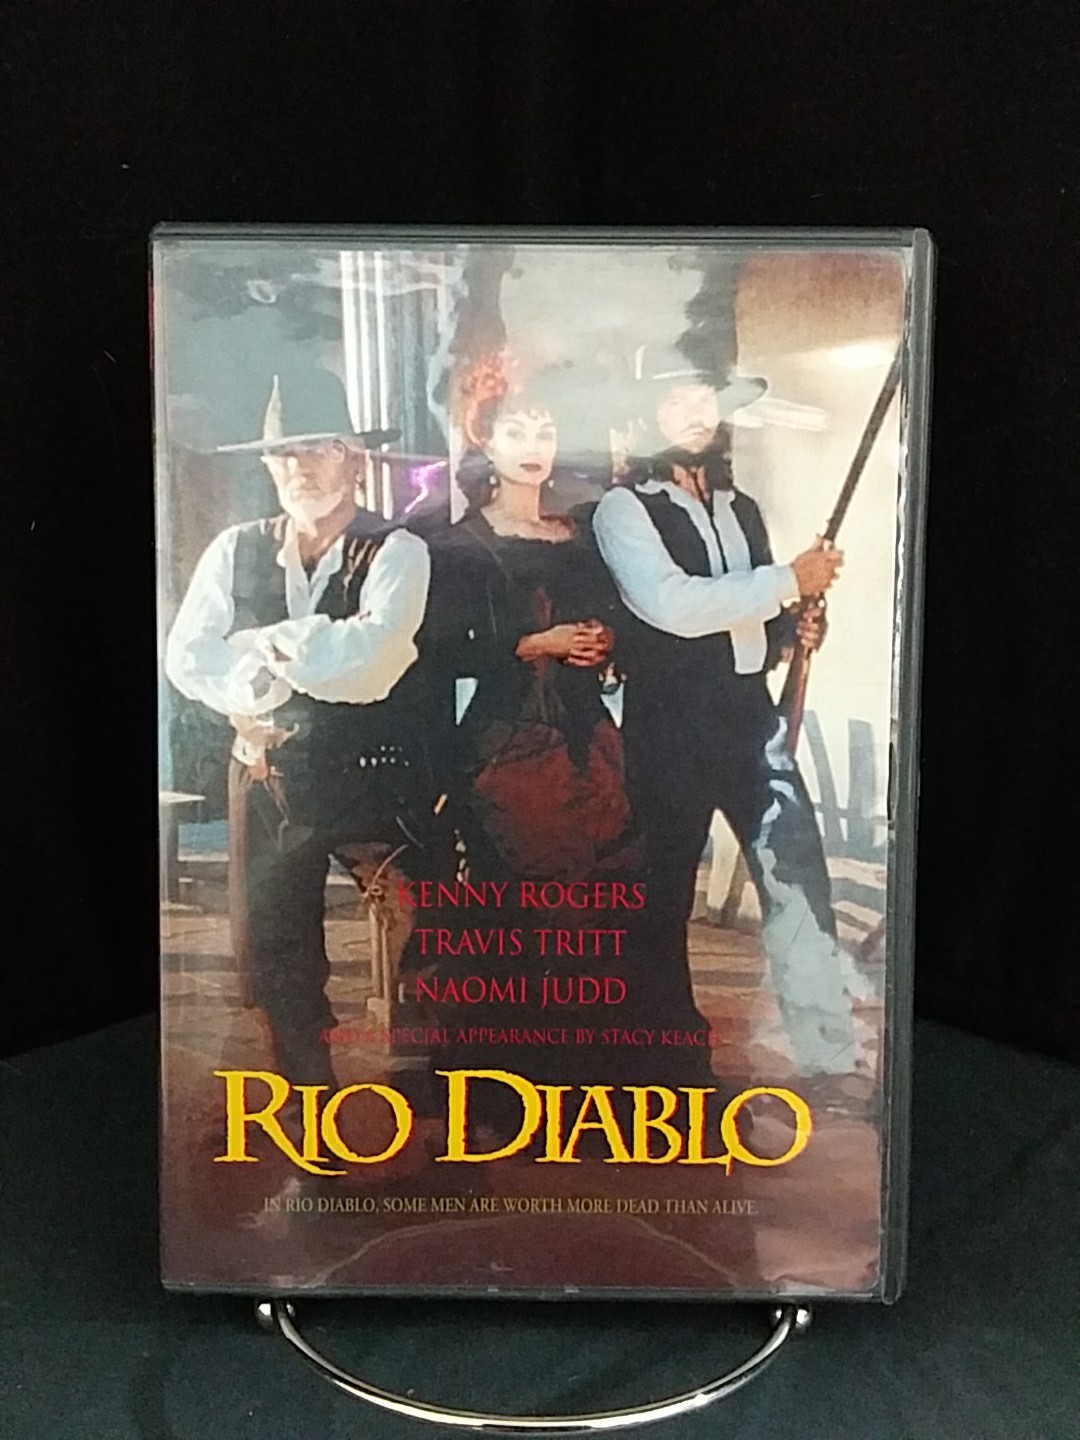 KENNY ROGERS
TRAVIS TRITT
NAOMI JUDD
AND A SPECIAL APPEARANCE BY STACY KEACH
RIO DIABLO
IN RIO DIABLO, SOME MEN ARE WORTH MORE DEAD THAN ALIVE.